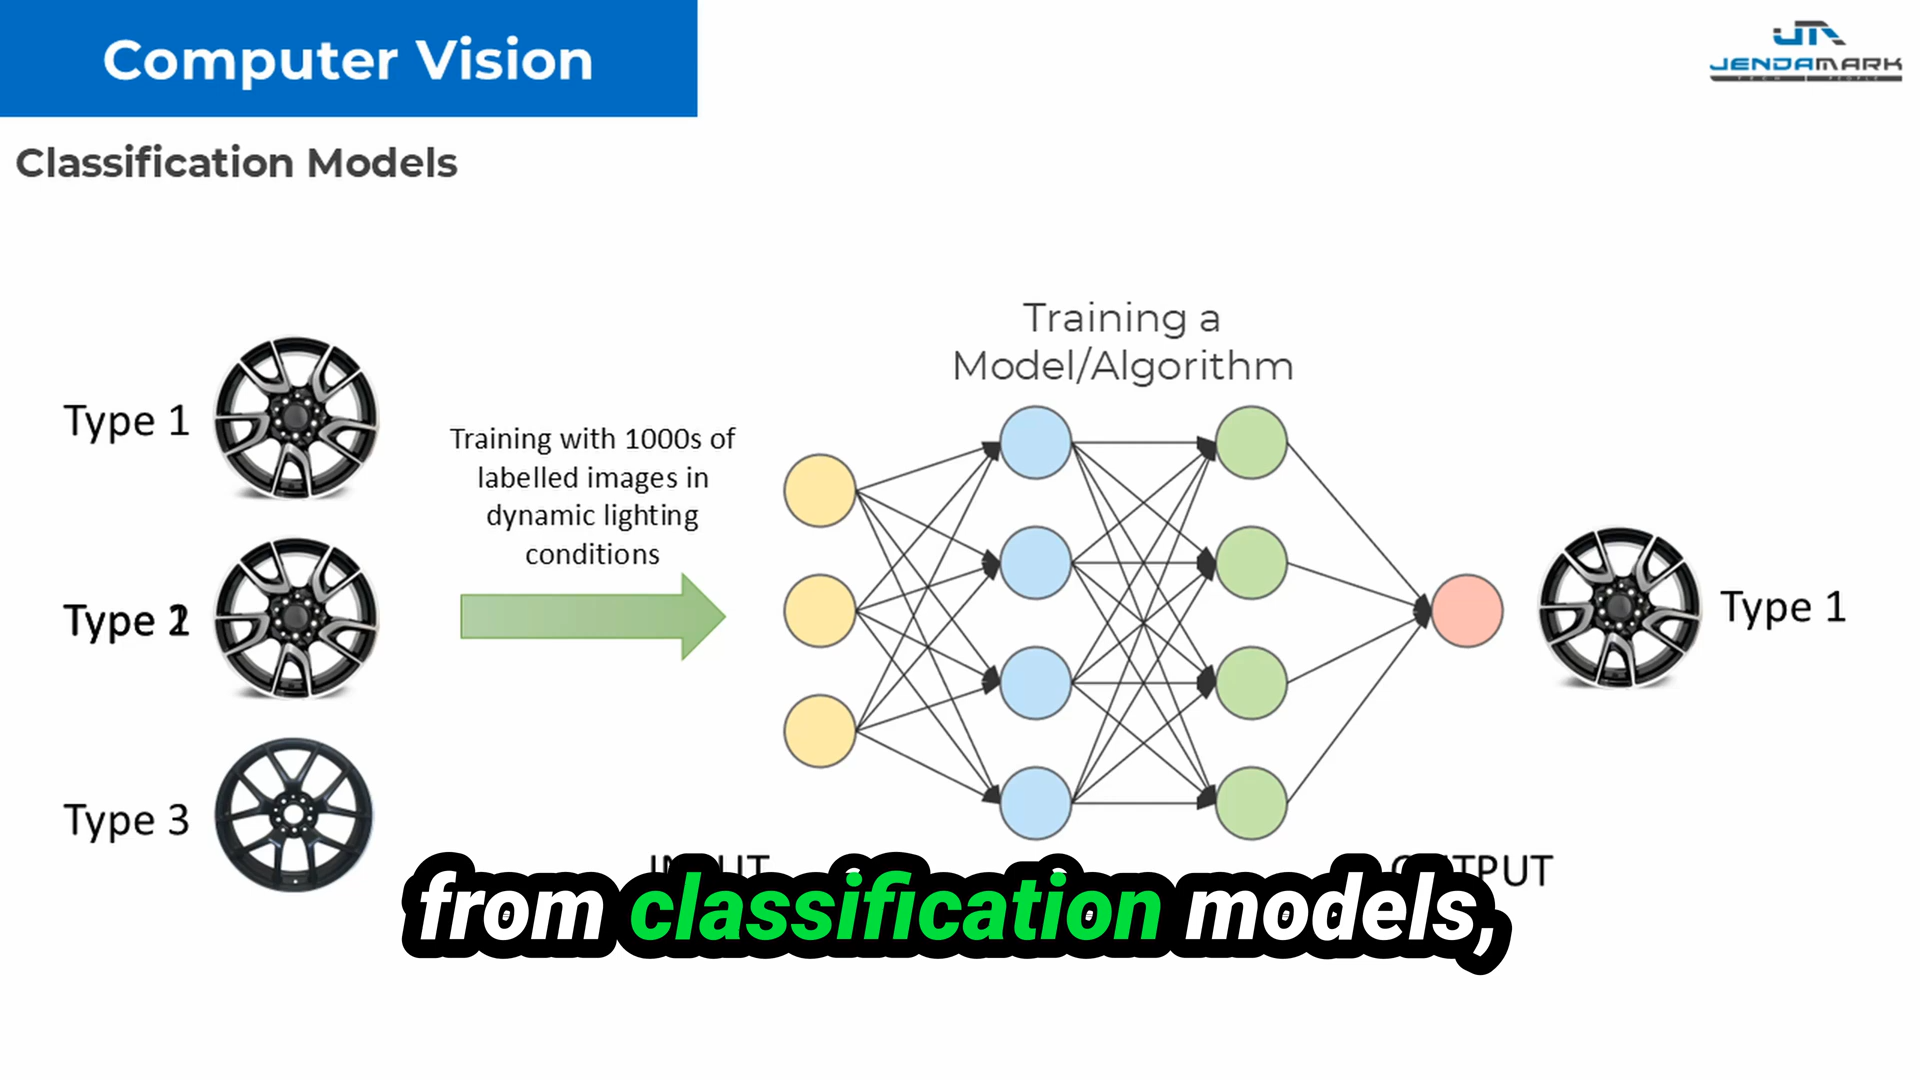 Computer Vision
JENDAMARK
Classification Models
Training a
Model/Algorithm
Type 1
Training with 1000s of
labelled images in
dynamic lighting
conditions
Type
Type 1
Type 3
from classification models,